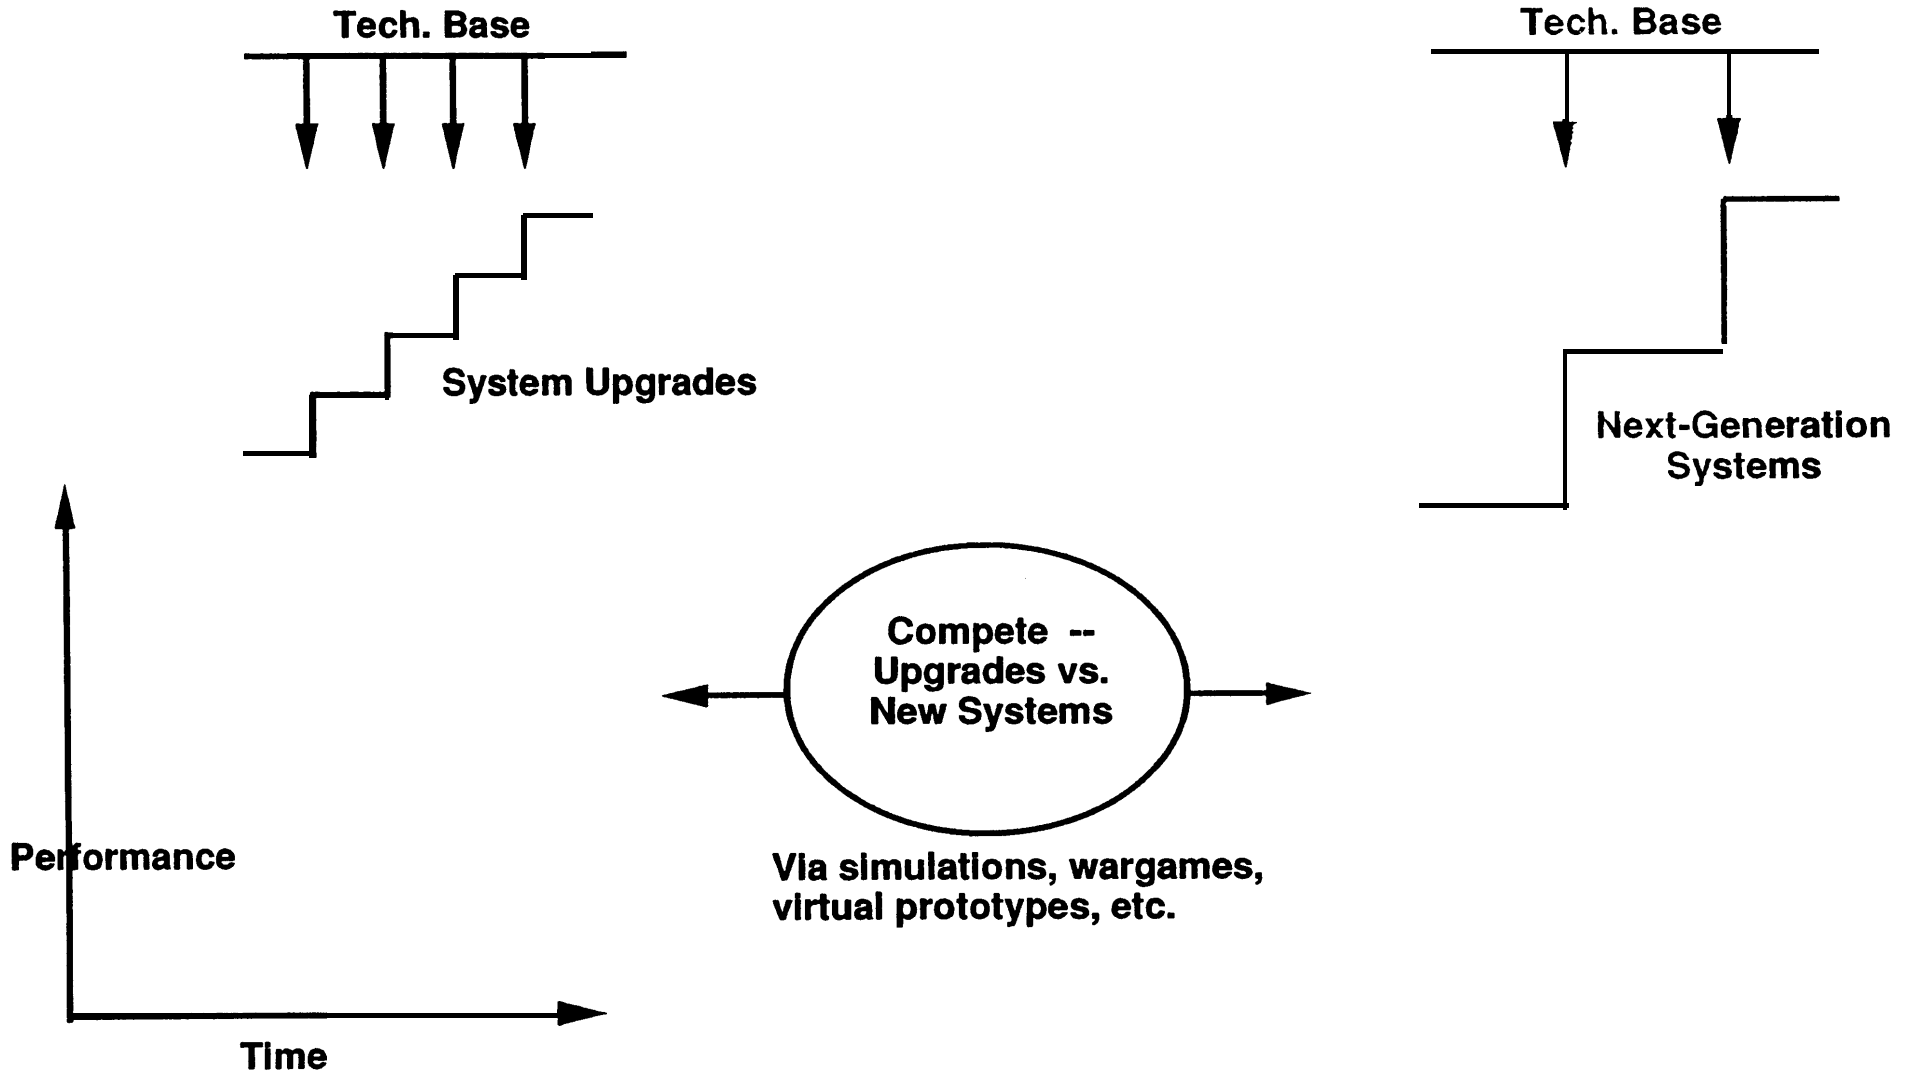 Tech. Base
Tech. Base
System Upgrades
Next-Generation
Systems
Compete --
Upgrades vs.
New Systems
Performance
Via simulations, wargames,
virtual prototypes, etc.
Time